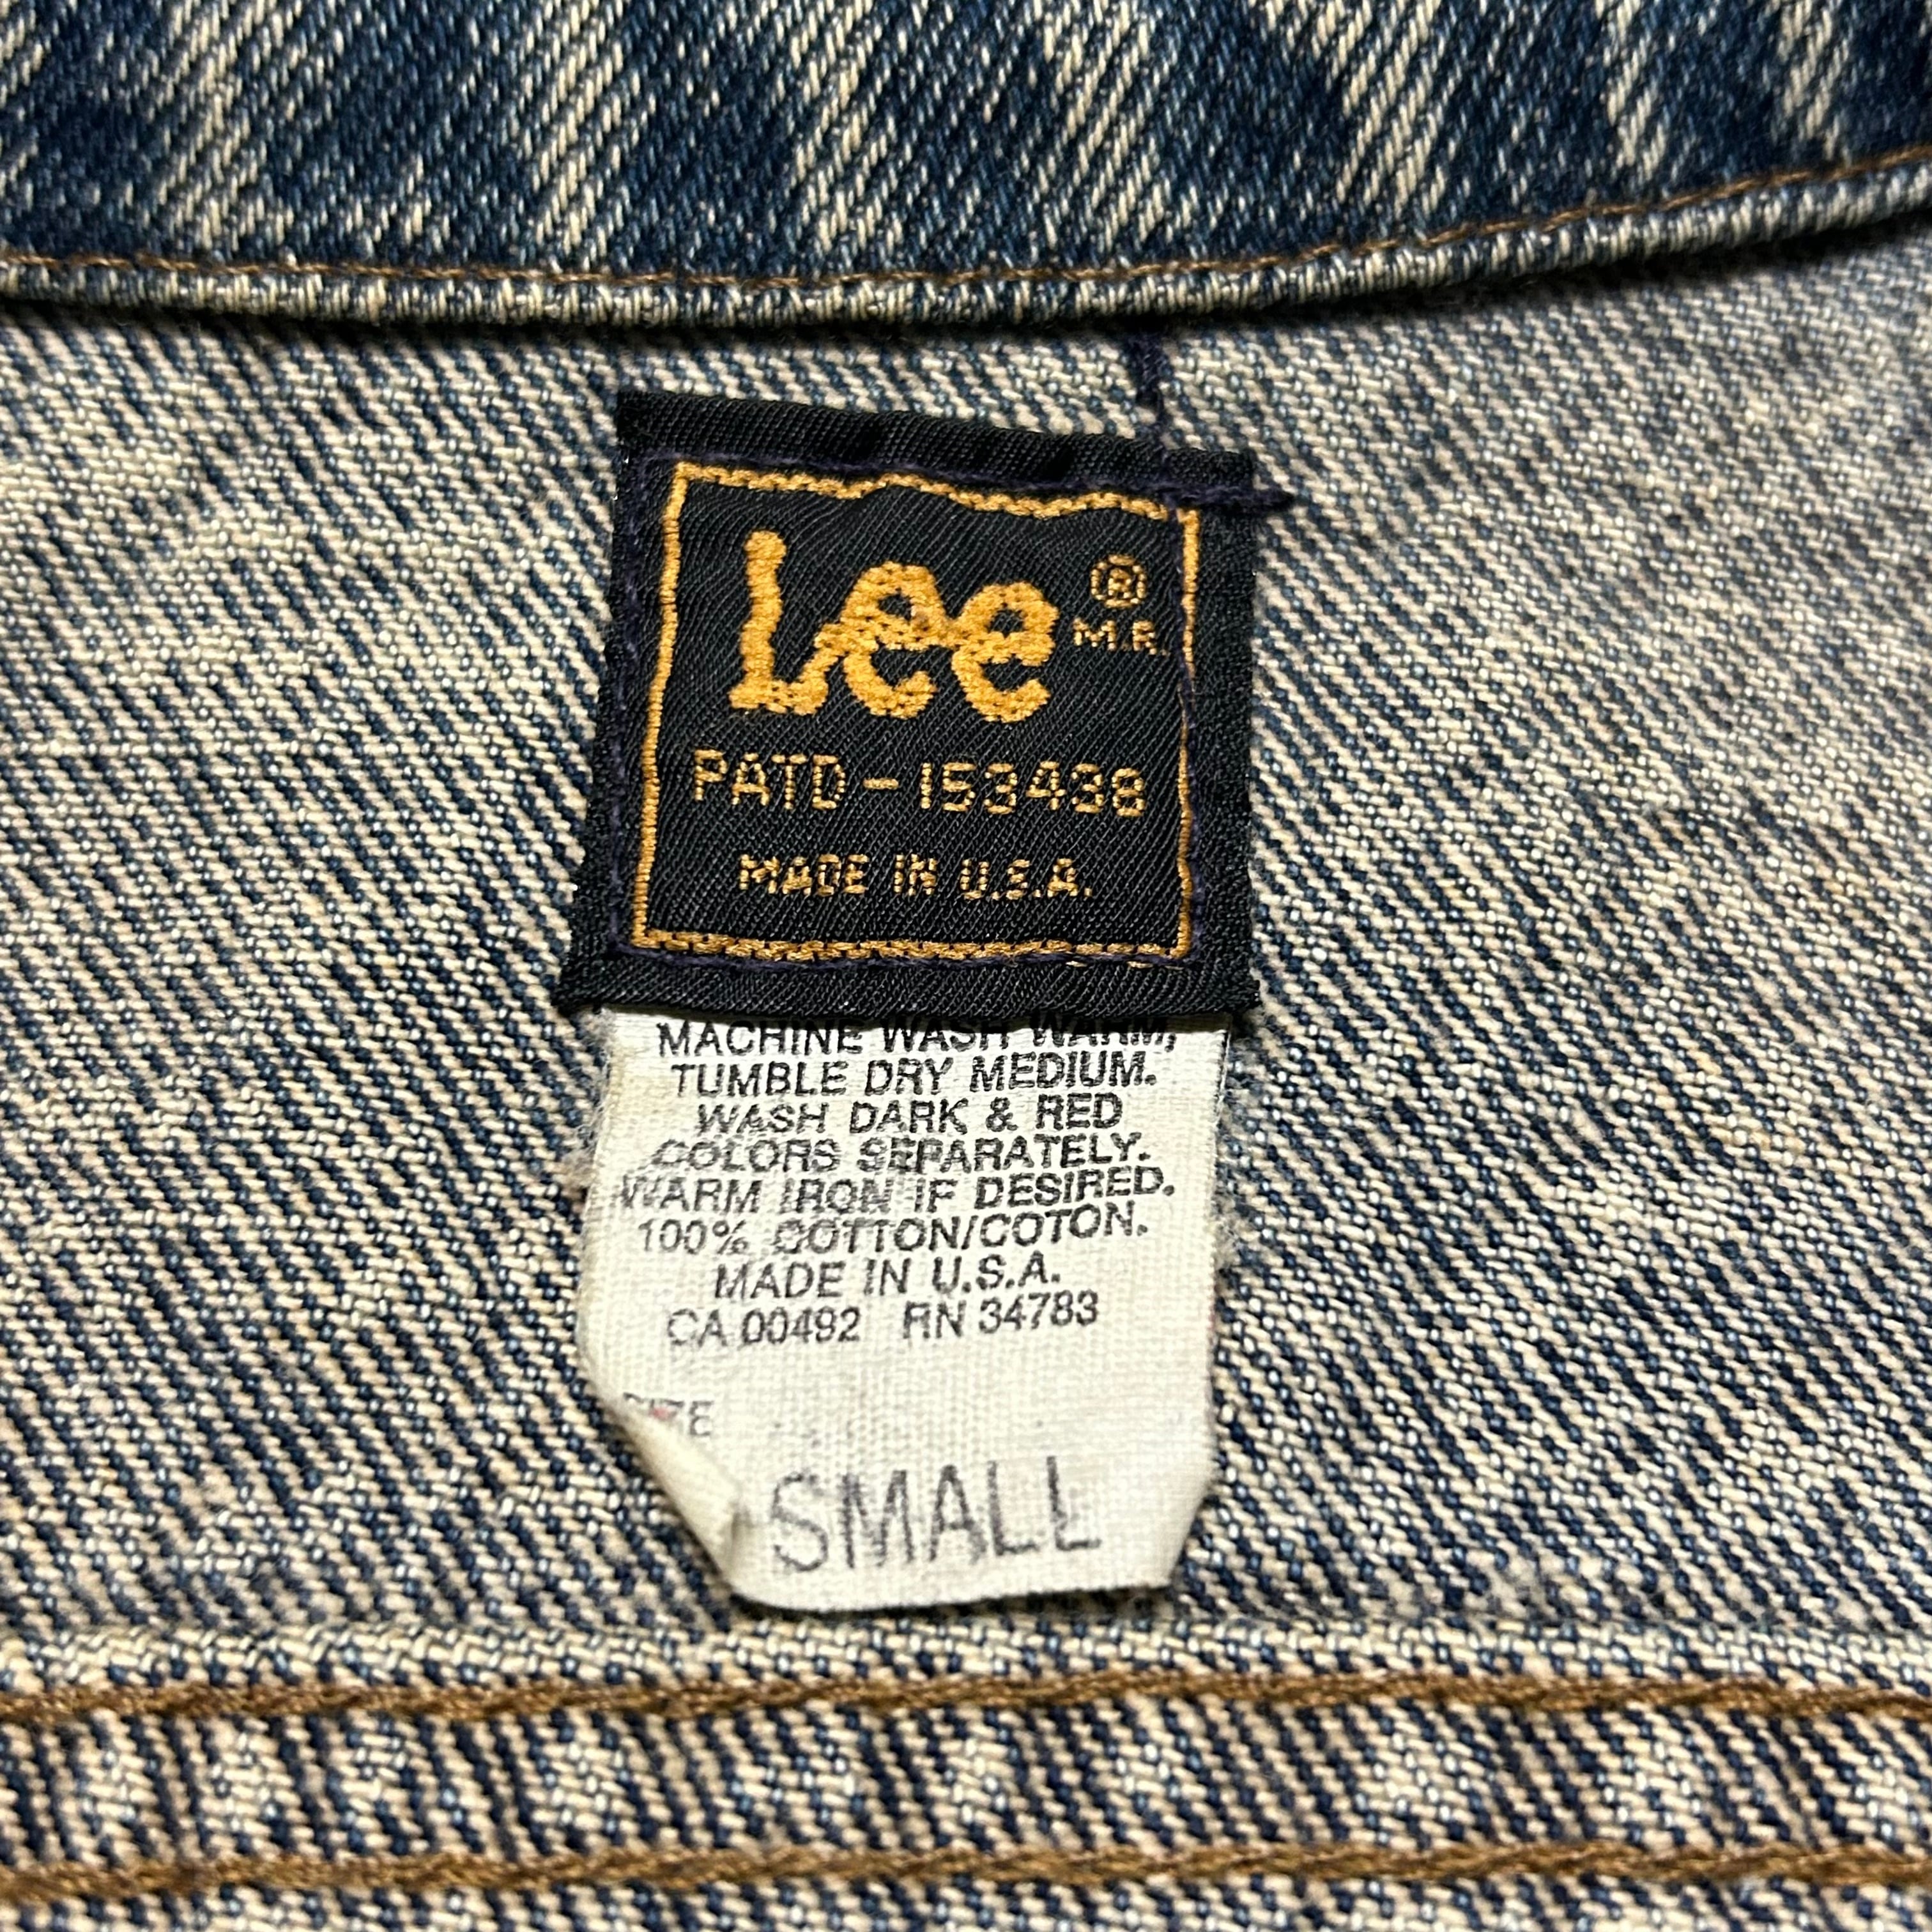 Lee ®
M.R.
PATD-153438
MADE IN U.S.A.
MACHINE WASH WARM,
TUMBLE DRY MEDIUM.
WASH DARK & RED
COLORS SEPARATELY.
WARM IRON IF DESIRED.
100% COTTON/COTON.
MADE IN U.S.A.
CA 00492 RN 34783
SIZE
SMALL